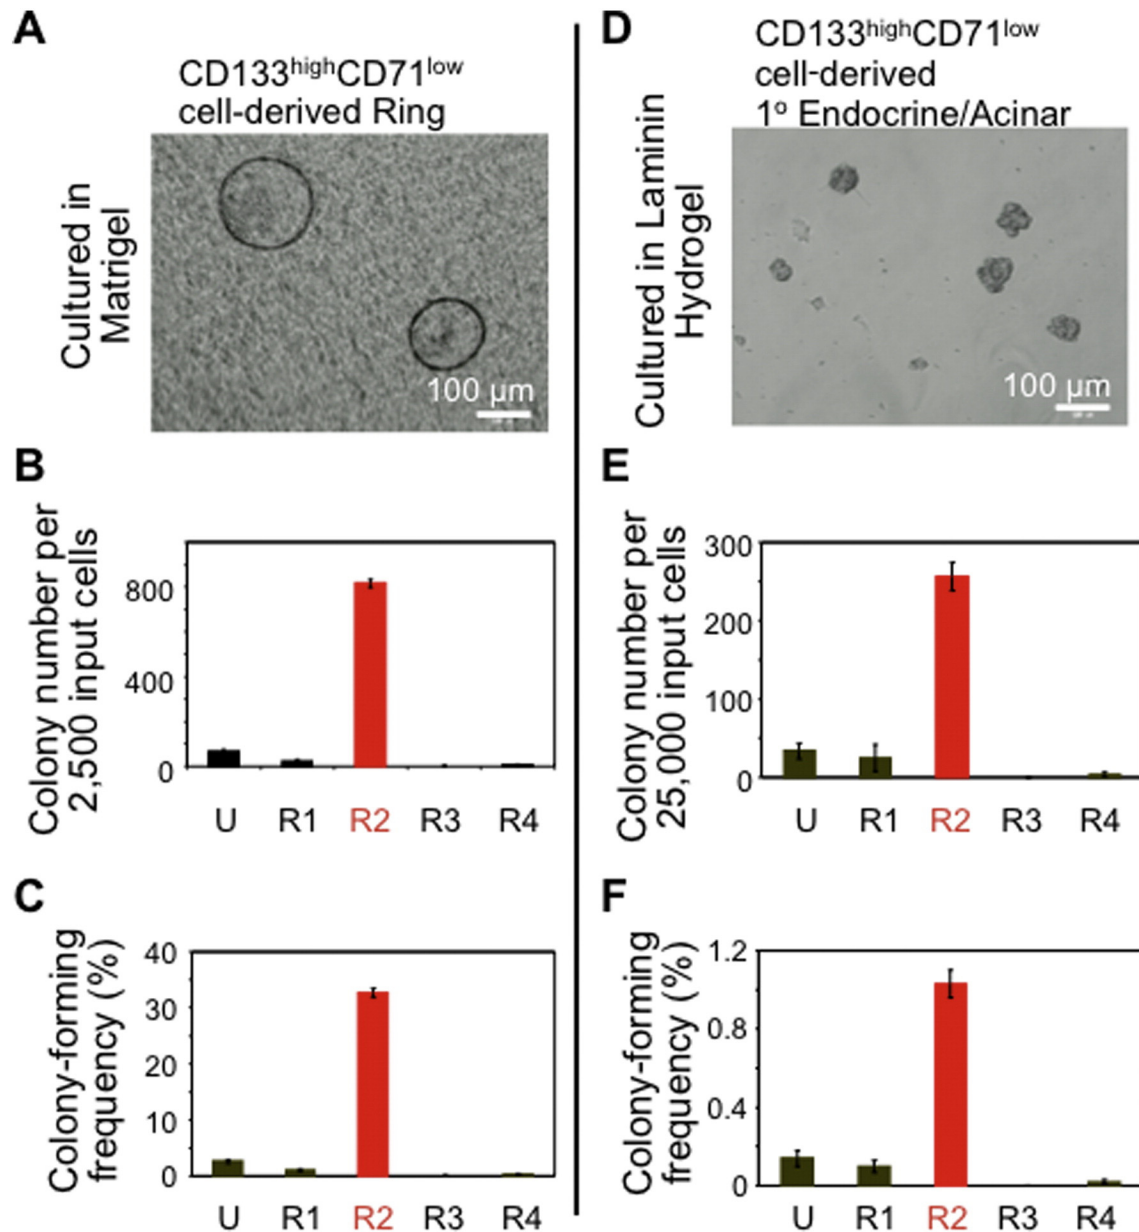 A
CD133highCD71low
cell-derived Ring
Cultured in
Matrigel
100 µm
B
Colony number per
2,500 input cells
800
400
0
U R1 R2 R3 R4
C
Colony-forming
frequency (%)
40
30
20
10
0
U R1 R2 R3 R4
D
CD133highCD71low
cell-derived
1o Endocrine/Acinar
Cultured in Laminin
Hydrogel
100 µm
E
Colony number per
25,000 input cells
300
200
100
0
U R1 R2 R3 R4
F
Colony-forming
frequency (%)
1.2
0.8
0.4
0
U R1 R2 R3 R4